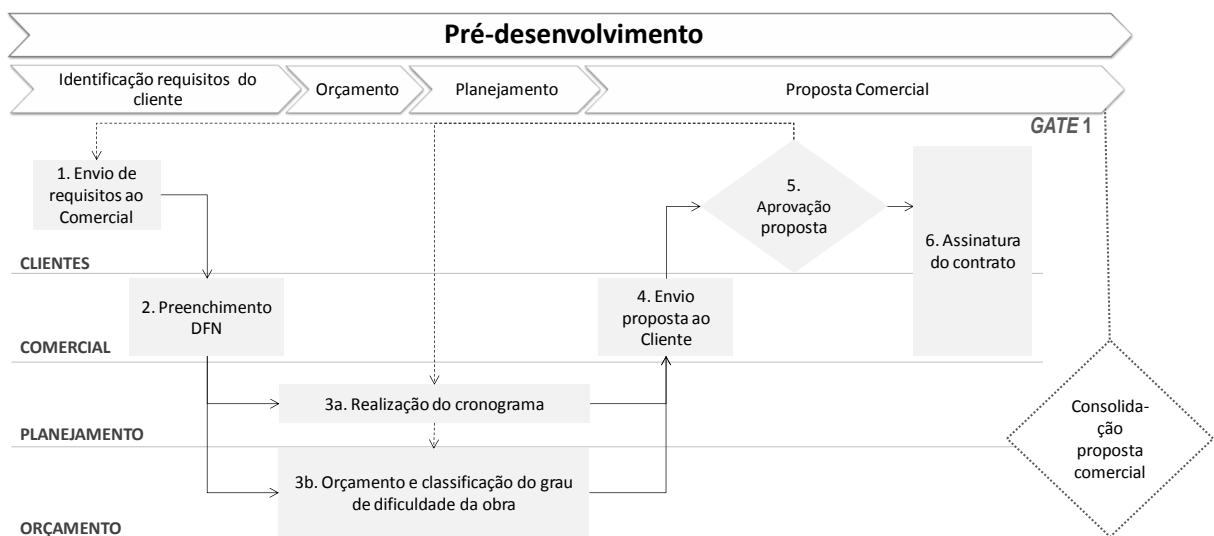 Pré-desenvolvimento
Identificação requisitos do
cliente
Orçamento
Planejamento
Proposta Comercial
GATE 1
1. Envio de
requisitos ao
Comercial
5.
Aprovação
proposta
6. Assinatura
do contrato
CLIENTES
2. Preenchimento
DFN
4. Envio
proposta ao
Cliente
COMERCIAL
3a. Realização do cronograma
PLANEJAMENTO
Consolida-
ção
proposta
comercial
3b. Orçamento e classificação do grau
de dificuldade da obra
ORÇAMENTO